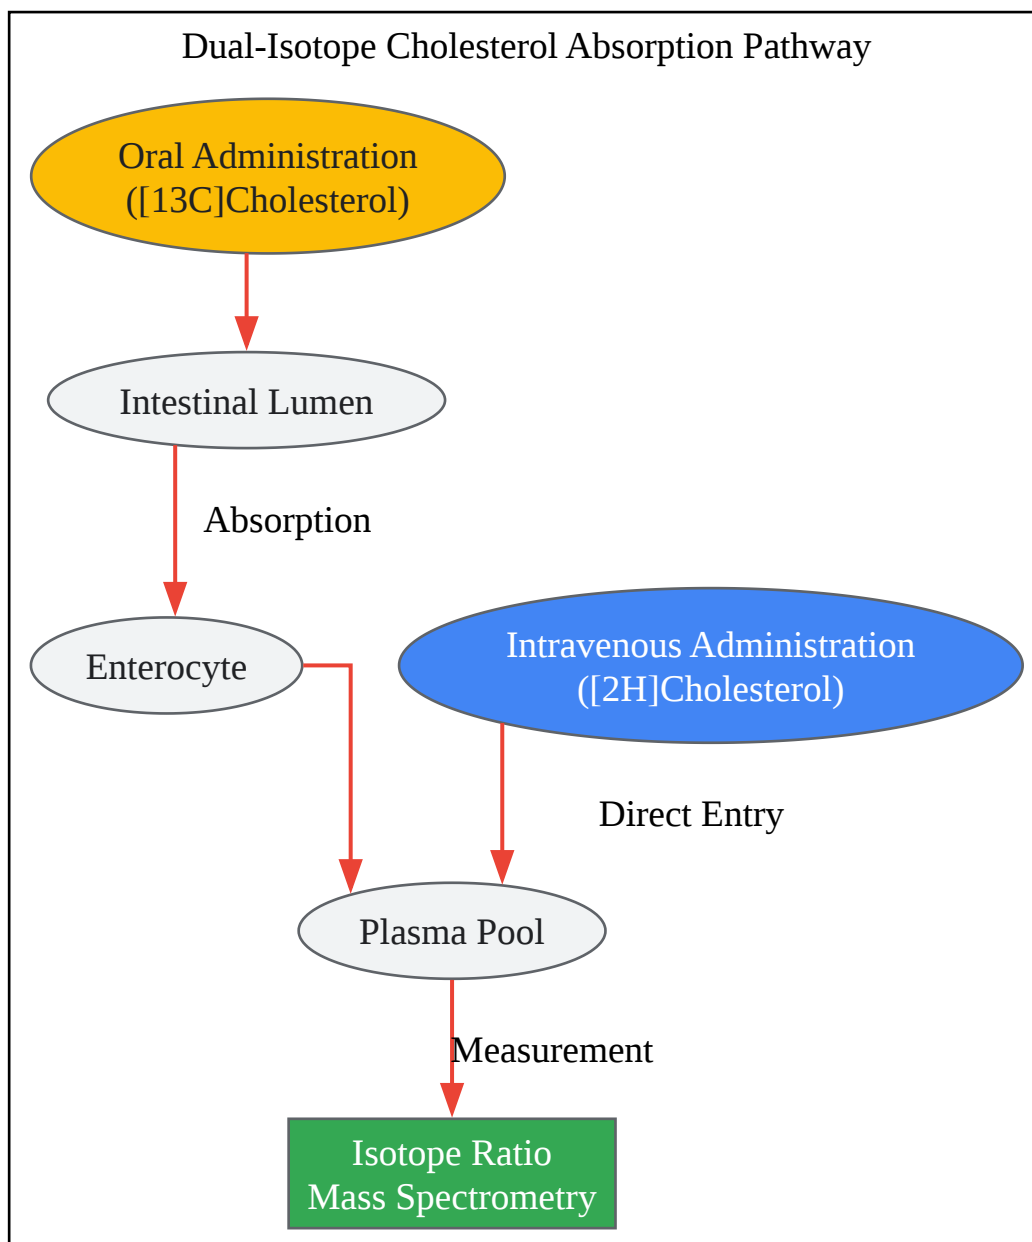 Dual-Isotope Cholesterol Absorption Pathway
Oral Administration
([13C]Cholesterol)
Intestinal Lumen
Absorption
Enterocyte
Intravenous Administration
([2H]Cholesterol)
Direct Entry
Plasma Pool
Measurement
Isotope Ratio
Mass Spectrometry